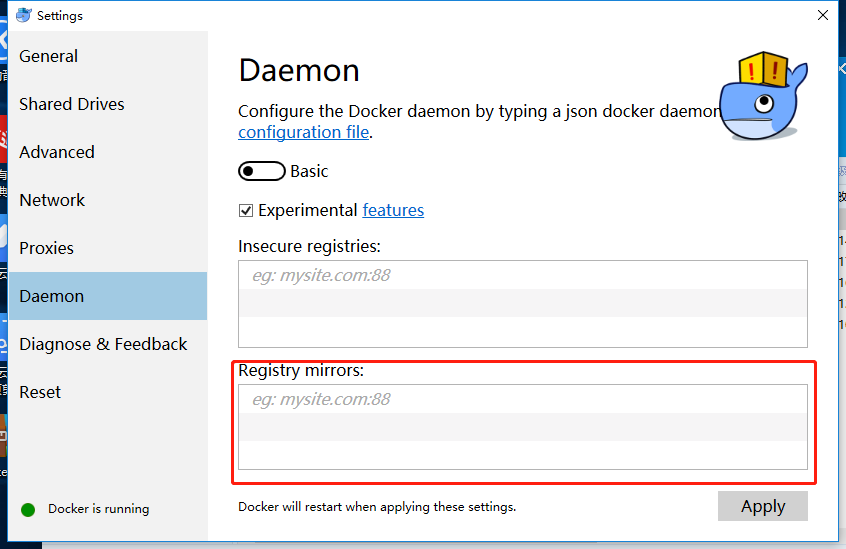 Settings
General
Shared Drives
Advanced
Network
Proxies
Daemon
Diagnose & Feedback
Reset
Docker is running
Daemon
Configure the Docker daemon by typing a json docker daemon
configuration file.
Basic
Experimental features
Insecure registries:
eg: mysite.com:88
Registry mirrors:
eg: mysite.com:88
Docker will restart when applying these settings.
Apply